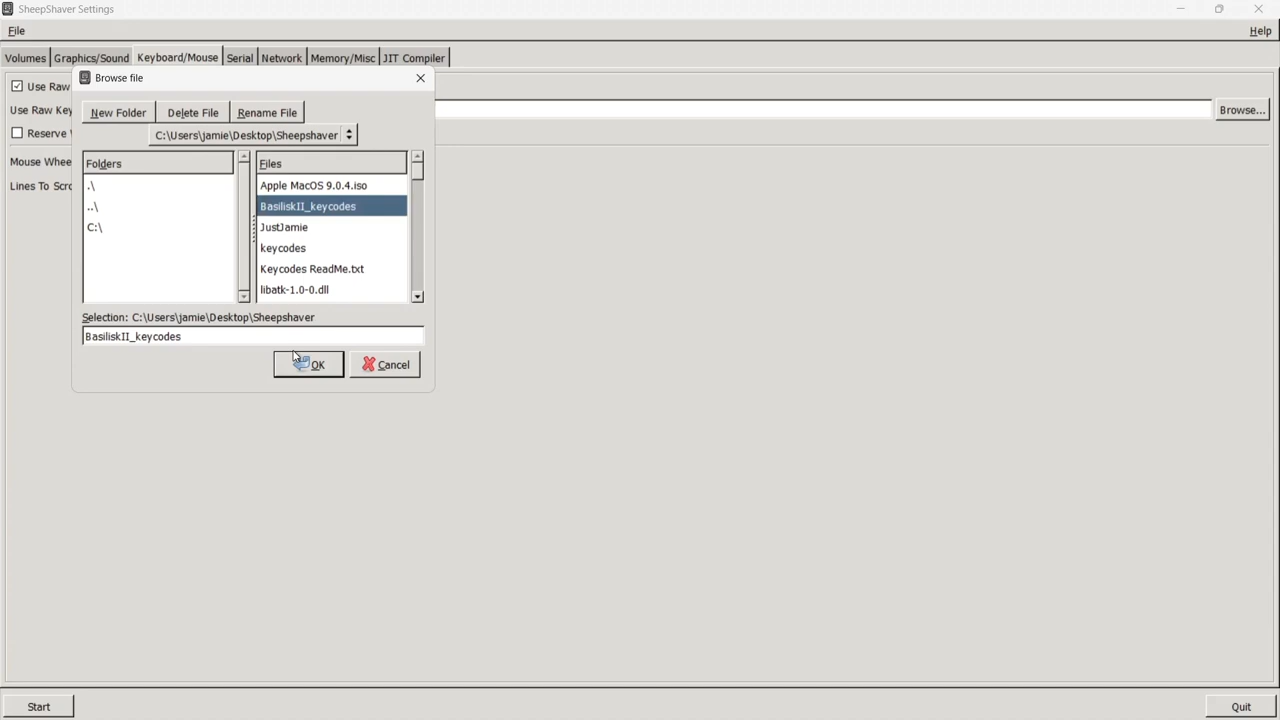 SheepShaver Settings
File Help
Volumes Graphics/Sound Keyboard/Mouse Serial Network Memory/Misc JIT Compiler
Browse file
Use Raw
New Folder Delete File Rename File
Use Raw Key Browse...
Reserve C:\Users\jamie\Desktop\Sheepshaver
Mouse Whee Folders Files
Lines To Scro .\ Apple MacOS 9.0.4.iso
..\ BasiliskII_keycodes
C:\ JustJamie
keycodes
Keycodes ReadMe.txt
libatk-1.0-0.dll
Selection: C:\Users\jamie\Desktop\Sheepshaver
BasiliskII_keycodes
OK Cancel
Start Quit